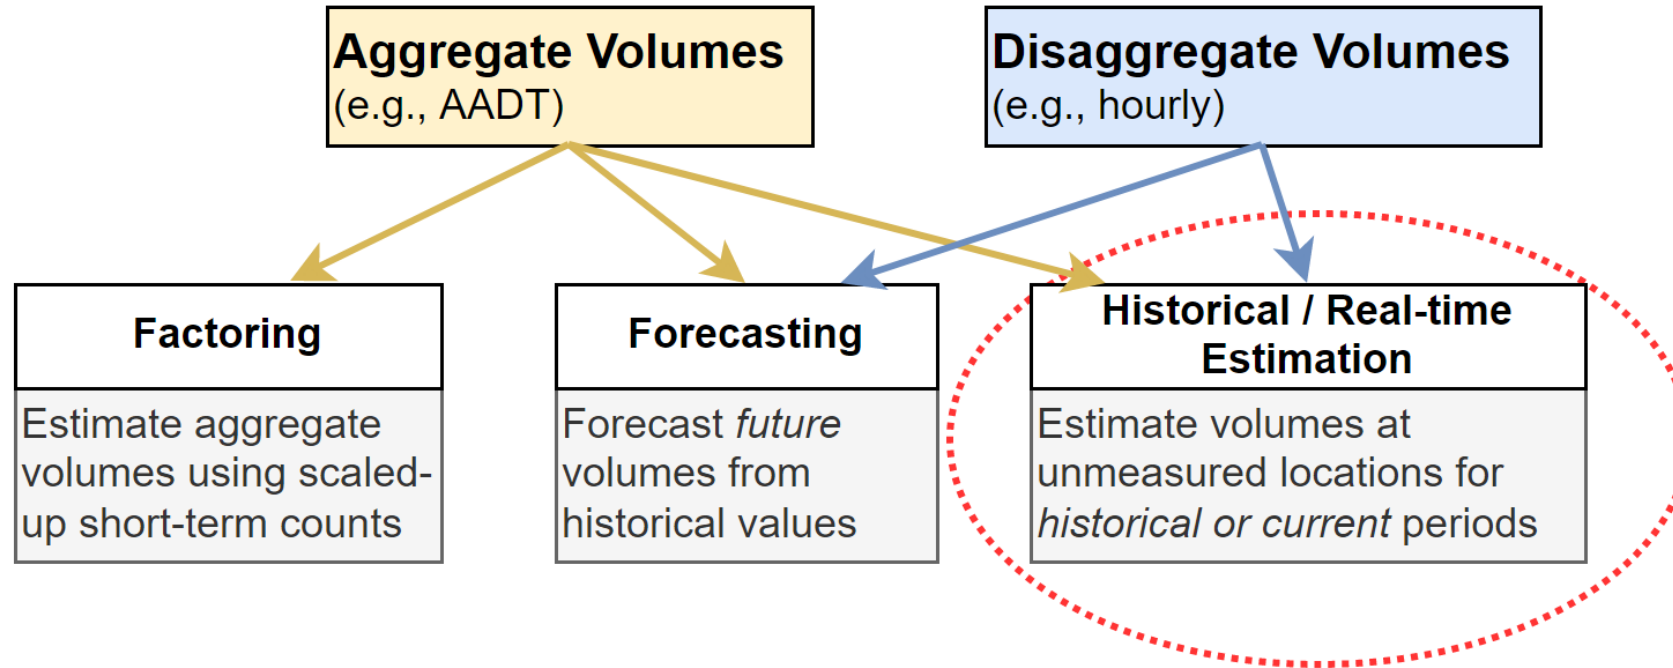 Aggregate Volumes
(e.g., AADT)
Disaggregate Volumes
(e.g., hourly)
Factoring
Estimate aggregate
volumes using scaled-
up short-term counts
Forecasting
Forecast future
volumes from
historical values
Historical / Real-time
Estimation
Estimate volumes at
unmeasured locations for
historical or current periods